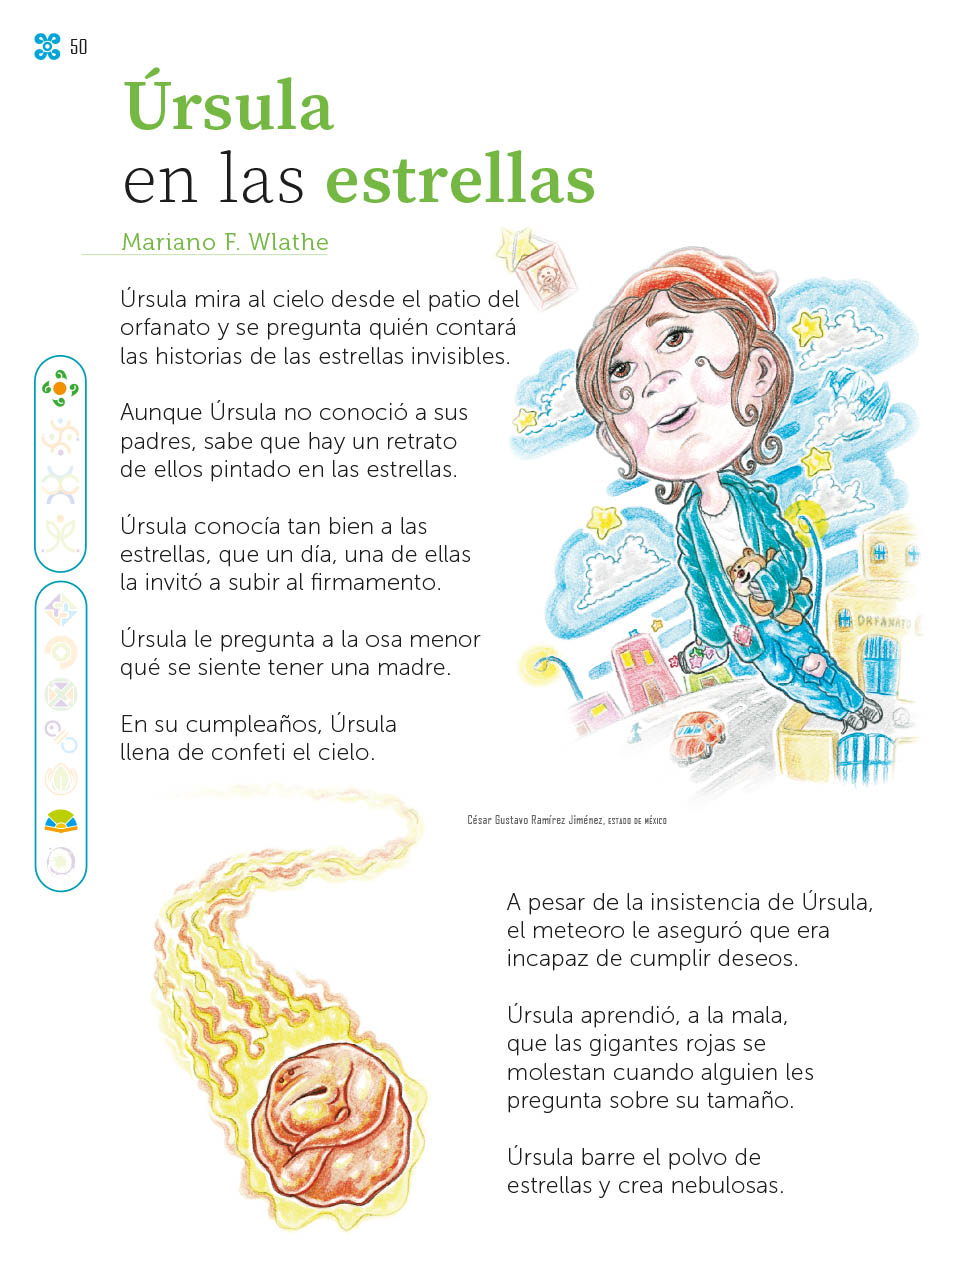 50
Úrsula
en las estrellas
Mariano F. Wlathe
Úrsula mira al cielo desde el patio del
orfanato y se pregunta quién contará
las historias de las estrellas invisibles.
Aunque Úrsula no conoció a sus
padres, sabe que hay un retrato
de ellos pintado en las estrellas.
Úrsula conocía tan bien a las
estrellas, que un día, una de ellas
la invitó a subir al firmamento.
Úrsula le pregunta a la osa menor
qué se siente tener una madre.
En su cumpleaños, Úrsula
llena de confeti el cielo.
ORFANATO
César Gustavo Ramírez Jiménez, ESTADO DE MÉXICO
A pesar de la insistencia de Úrsula,
el meteoro le aseguró que era
incapaz de cumplir deseos.
Úrsula aprendió, a la mala,
que las gigantes rojas se
molestan cuando alguien les
pregunta sobre su tamaño.
Úrsula barre el polvo de
estrellas y crea nebulosas.